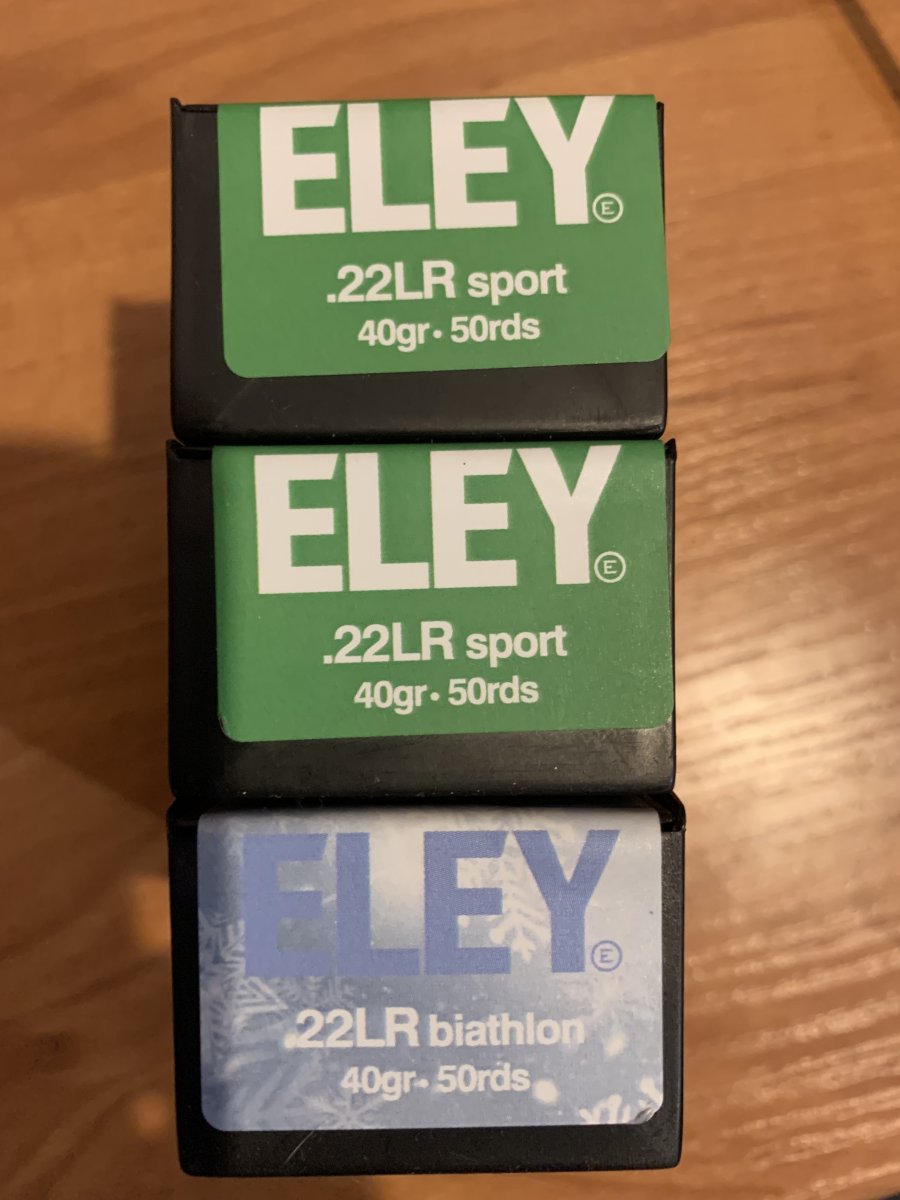 ELEY
E
.22LR sport
40gr • 50rds
ELEY
E
.22LR sport
40gr • 50rds
ELEY
E
.22LR biathlon
40gr • 50rds